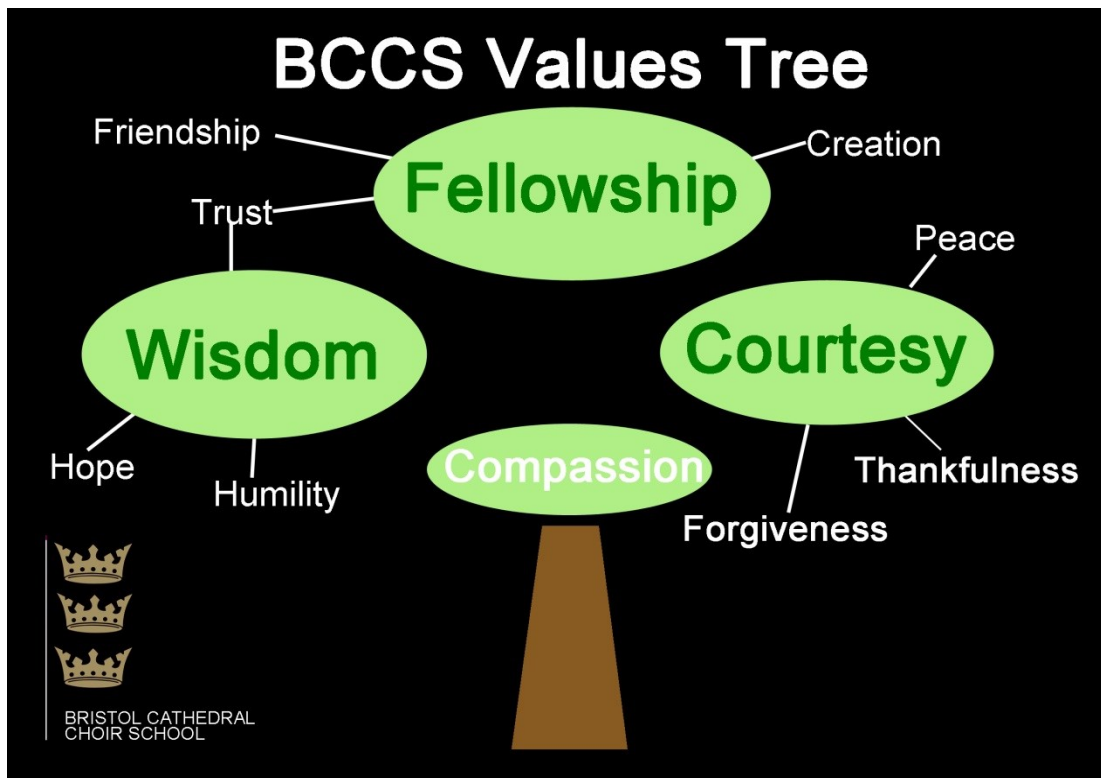 BCCS Values Tree
Friendship
Fellowship
Creation
Trust
Peace
Wisdom
Courtesy
Hope
Humility
Compassion
Thankfulness
Forgiveness
BRISTOL CATHEDRAL
CHOIR SCHOOL